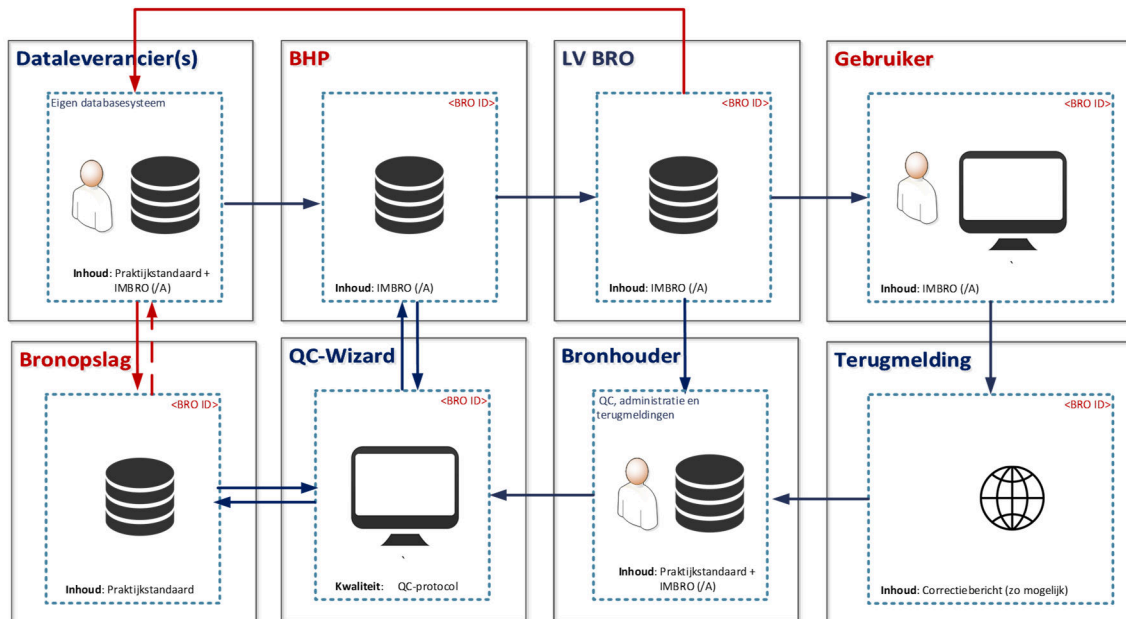 Dataleverancier(s)
Eigen databasesysteem
Inhoud: Praktijkstandaard +
IMBRO (/A)
BHP
<BRO ID>
Inhoud: IMBRO (/A)
LV BRO
<BRO ID>
Inhoud: IMBRO (/A)
Gebruiker
<BRO ID>
Inhoud: IMBRO (/A)
Bronopslag
<BRO ID>
Inhoud: Praktijkstandaard
QC-Wizard
<BRO ID>
Kwaliteit: QC-protocol
Bronhouder
QC, administratie en
terugmeldingen
Inhoud: Praktijkstandaard +
IMBRO (/A)
Terugmelding
<BRO ID>
Inhoud: Correctiebericht (zo mogelijk)